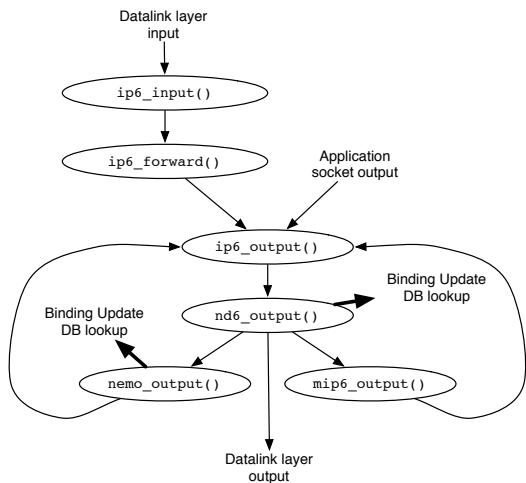 Datalink layer
input
ip6_input()
ip6_forward()
Application
socket output
ip6_output()
Binding Update
DB lookup
nd6_output()
Binding Update
DB lookup
nemo_output()
mip6_output()
Datalink layer
output